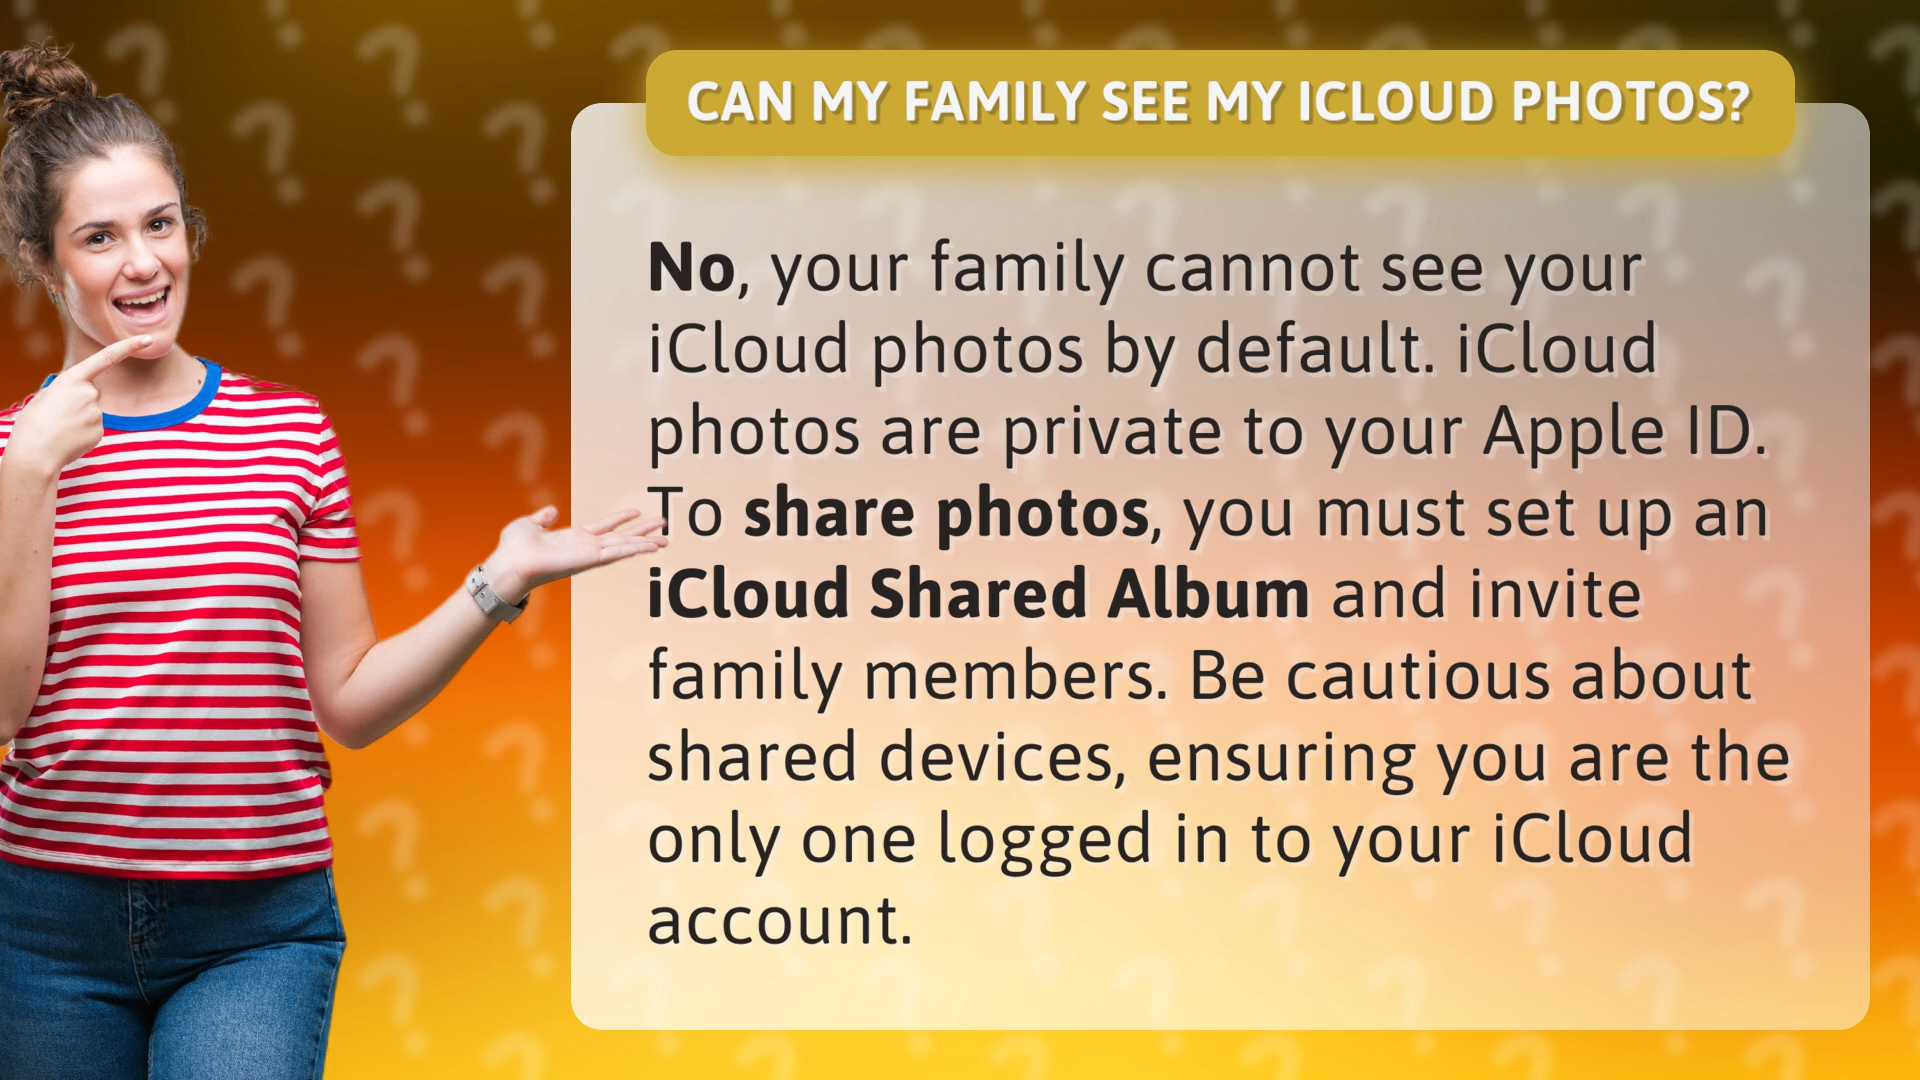 CAN MY FAMILY SEE MY ICLOUD PHOTOS?
No, your family cannot see your
iCloud photos by default. iCloud
photos are private to your Apple ID.
To share photos, you must set up an
iCloud Shared Album and invite
family members. Be cautious about
shared devices, ensuring you are the
only one logged in to your iCloud
account.